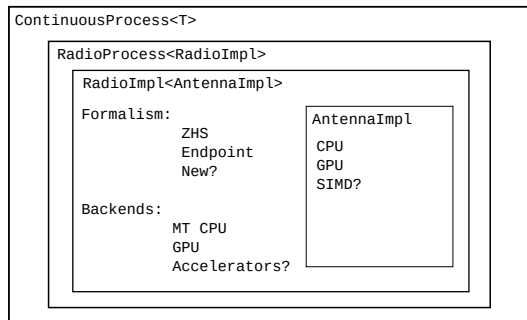 ContinuousProcess<T>
RadioProcess<RadioImpl>
RadioImpl<AntennaImpl>
Formalism:
ZHS
Endpoint
New?
Backends:
MT CPU
GPU
Accelerators?
AntennaImpl
CPU
GPU
SIMD?